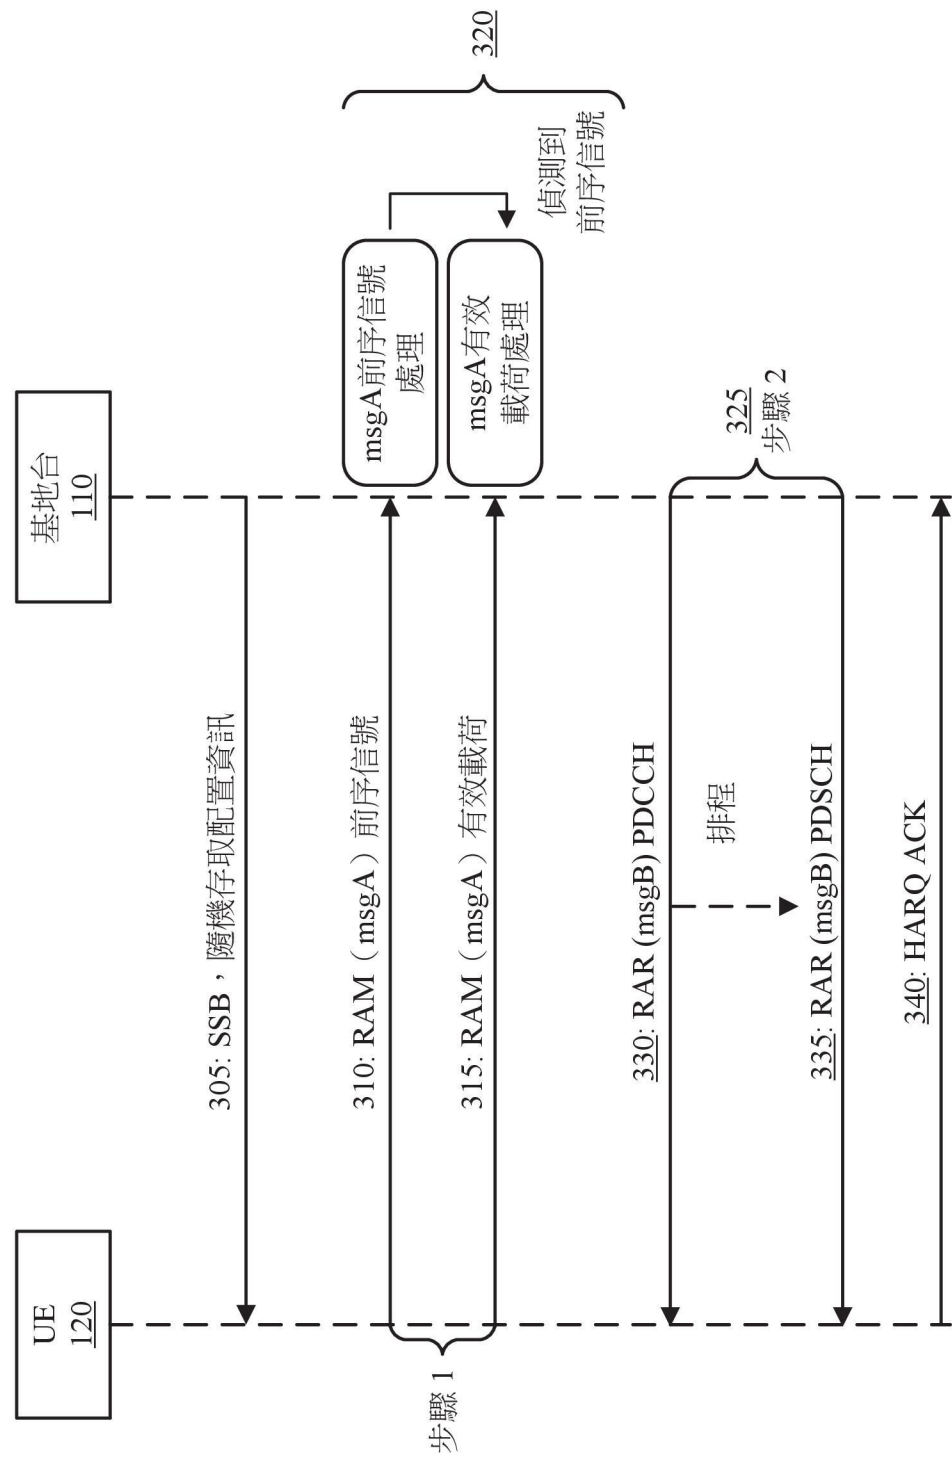 UE
120
基地台
110
305: SSB，隨機存取配置資訊
步驟 1
310: RAM（msgA）前序信號
315: RAM（msgA）有效載荷
msgA前序信號
處理
msgA有效
載荷處理
偵測到
前序信號
320
330: RAR (msgB) PDCCH
排程
335: RAR (msgB) PDSCH
325
步驟 2
340: HARQ ACK